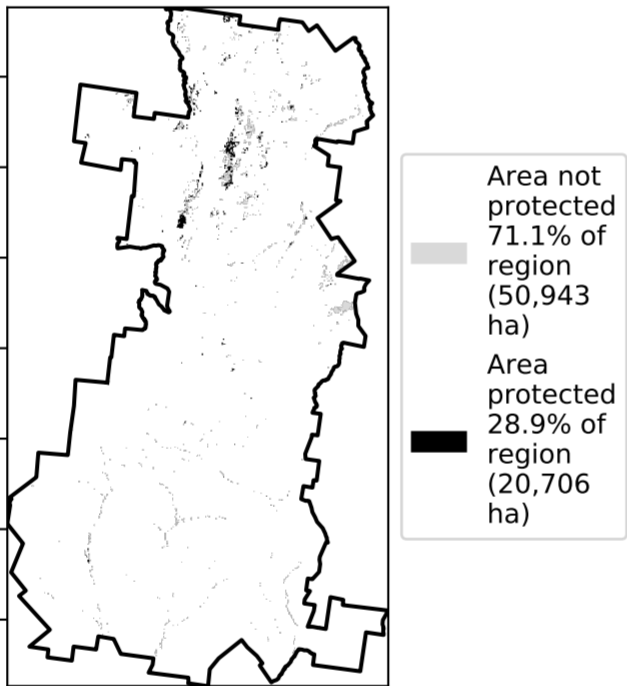 Area not
protected
71.1% of
region
(50,943
ha)
Area
protected
28.9% of
region
(20,706
ha)